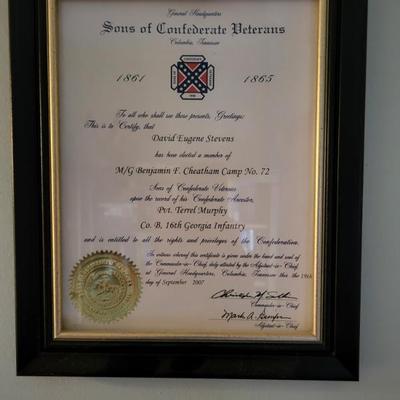 General Headquarters
Sons of Confederate Veterans
Columbia, Tennessee
1861 1865
To all who shall see these presents, Greetings:
This is to Certify, that
David Eugene Stevens
has been elected a member of
M/G Benjamin F. Cheatham Camp No. 72
Sons of Confederate Veterans
upon the record of his Confederate Ancestor,
Pvt. Terrel Murphy
Co. B, 16th Georgia Infantry
and is entitled to all the rights and privileges of the Confederation.
In witness whereof this certificate is given under the hand and seal of
the Commander-in-Chief, duly attested by the Adjutant-in-Chief,
at General Headquarters, Columbia, Tennessee this the 19th
day of September 2007
Commander-in-Chief
Adjutant-in-Chief